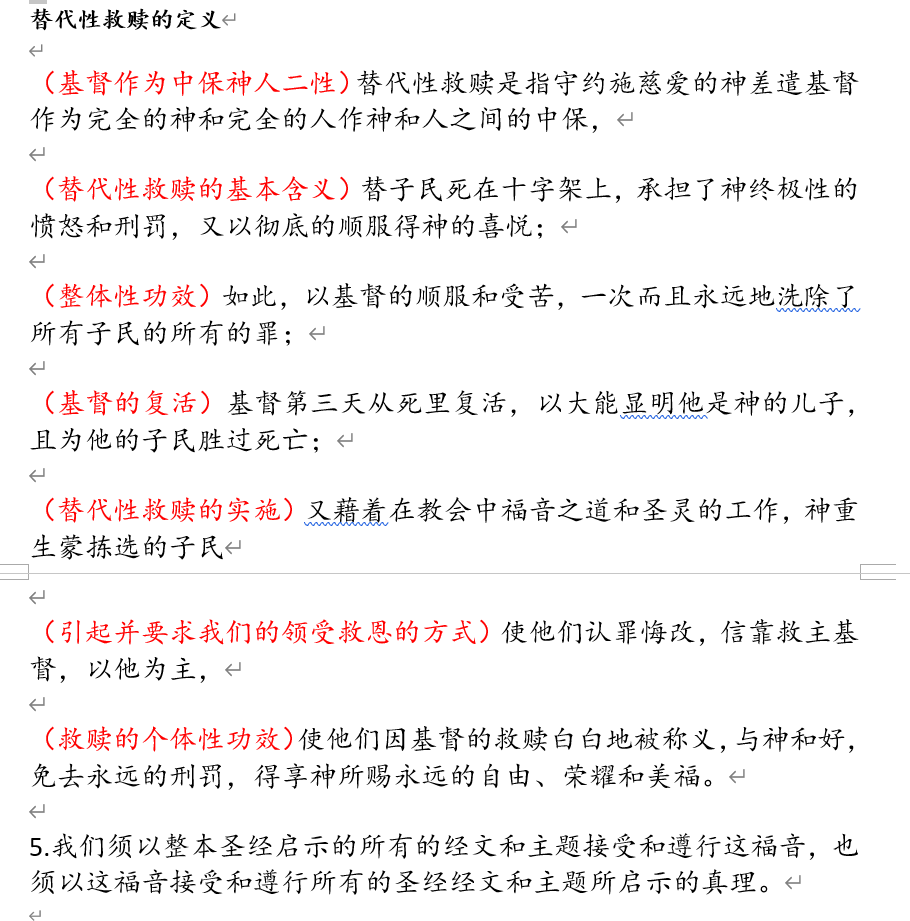 替代性救赎的定义
（基督作为中保神人二性）替代性救赎是指守约施慈爱的神差遣基督
作为完全的神和完全的人作神和人之间的中保，
（替代性救赎的基本含义）替子民死在十字架上，承担了神终极性的
愤怒和刑罚，又以彻底的顺服得神的喜悦；
（整体性功效）如此，以基督的顺服和受苦，一次而且永远地洗除了
所有子民的所有的罪；
（基督的复活）基督第三天从死里复活，以大能显明他是神的儿子，
且为他的子民胜过死亡；
（替代性救赎的实施）又藉着在教会中福音之道和圣灵的工作，神重
生蒙拣选的子民
（引起并要求我们的领受救恩的方式）使他们认罪悔改，信靠救主基
督，以他为主，
（救赎的个体性功效）使他们因基督的救赎白白地被称义，与神和好，
免去永远的刑罚，得享神所赐永远的自由、荣耀和美福。
5.我们须以整本圣经启示的所有的经文和主题接受和遵行这福音，也
须以这福音接受和遵行所有的圣经经文和主题所启示的真理。